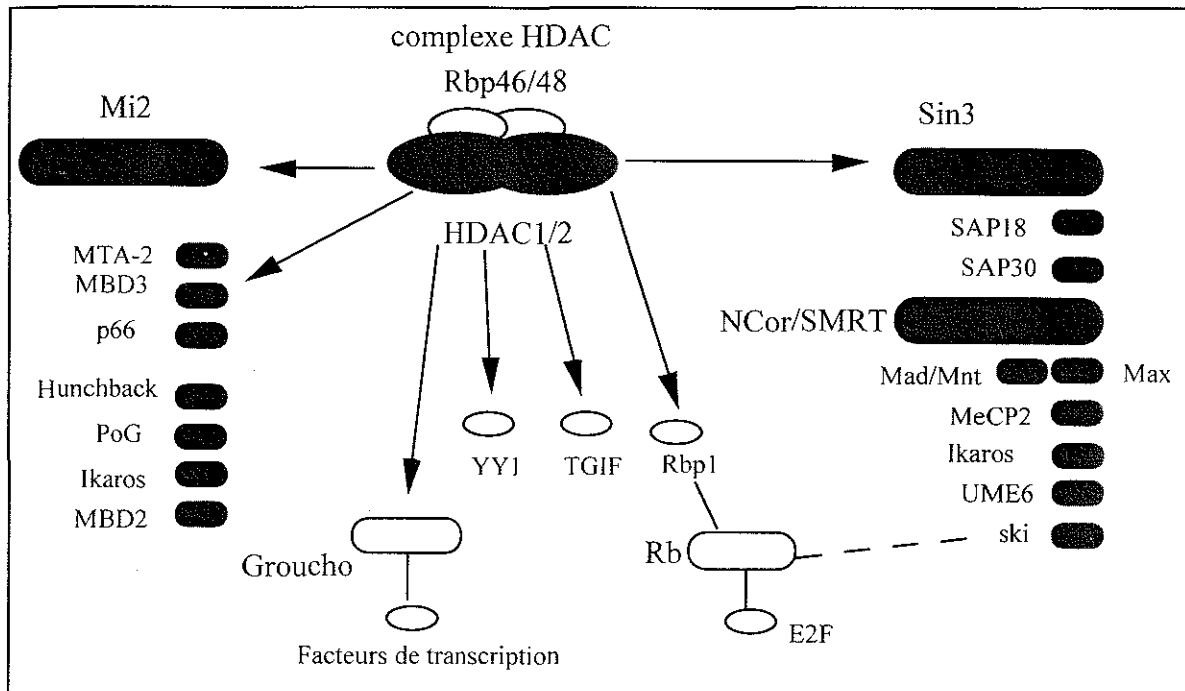 complexe HDAC
Rbp46/48
Mi2
Sin3
HDAC1/2
MTA-2
MBD3
p66
Hunchback
PoG
Ikaros
MBD2
SAP18
SAP30
NCor/SMRT
Mad/Mnt
Max
MeCP2
Ikaros
UME6
ski
YY1
TGIF
Rbp1
Groucho
Rb
E2F
Facteurs de transcription